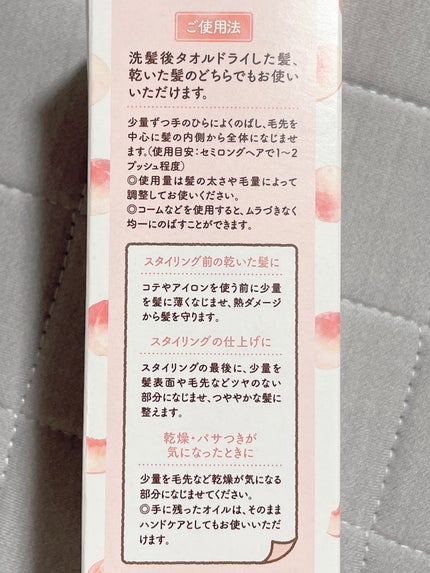 ご使用法
洗髪後タオルドライした髪、
乾いた髪のどちらでもお使い
いただけます。
少量ずつ手のひらによくのばし、毛先を
中心に髪の内側から全体になじませ
ます。(使用目安:セミロングヘアで1〜2
プッシュ程度)
◎使用量は髪の太さや毛量によって
調整してお使いください。
◎コームなどを使用すると、ムラづきなく
均一にのばすことができます。
スタイリング前の乾いた髪に
コテやアイロンを使う前に少量
を髪に薄くなじませ、熱ダメージ
から髪を守ります。
スタイリングの仕上げに
スタイリングの最後に、少量を
髪表面や毛先などツヤのない
部分になじませ、つややかな髪に
整えます。
乾燥・パサつきが
気になったときに
少量を毛先など乾燥が気になる
部分になじませてください。
◎手に残ったオイルは、そのまま
ハンドケアとしてもお使いいただ
けます。